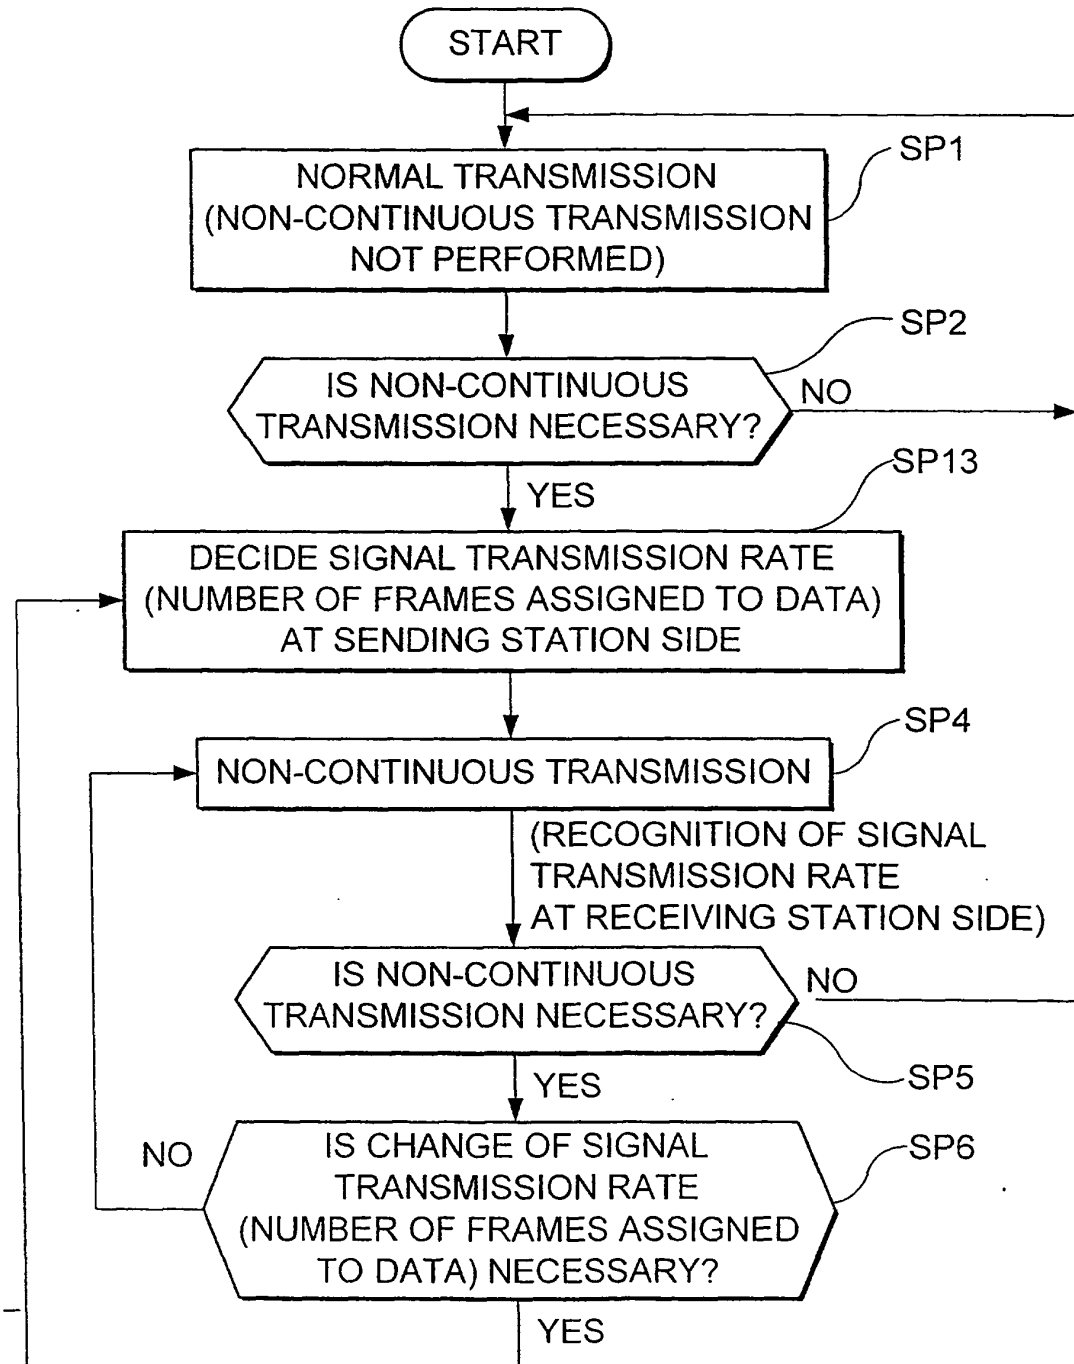 START
SP1
NORMAL TRANSMISSION
(NON-CONTINUOUS TRANSMISSION
NOT PERFORMED)
SP2
IS NON-CONTINUOUS
TRANSMISSION NECESSARY?
NO
YES
SP13
DECIDE SIGNAL TRANSMISSION RATE
(NUMBER OF FRAMES ASSIGNED TO DATA)
AT SENDING STATION SIDE
SP4
NON-CONTINUOUS TRANSMISSION
(RECOGNITION OF SIGNAL
TRANSMISSION RATE
AT RECEIVING STATION SIDE)
IS NON-CONTINUOUS
TRANSMISSION NECESSARY?
NO
SP5
YES
SP6
NO
IS CHANGE OF SIGNAL
TRANSMISSION RATE
(NUMBER OF FRAMES ASSIGNED
TO DATA) NECESSARY?
YES